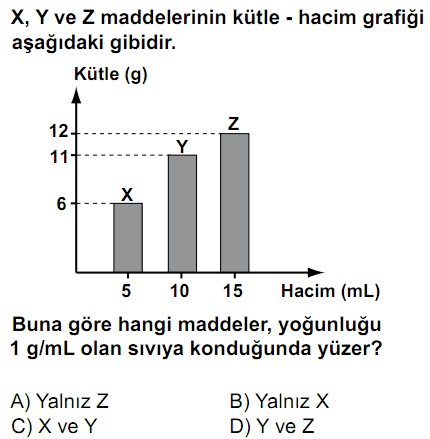 X, Y ve Z maddelerinin kütle - hacim grafiği
aşağıdaki gibidir.
Kütle (g)
12
11
6
X
Y
Z
5 10 15 Hacim (mL)
Buna göre hangi maddeler, yoğunluğu
1 g/mL olan sıvıya konduğunda yüzer?
A) Yalnız Z B) Yalnız X
C) X ve Y D) Y ve Z